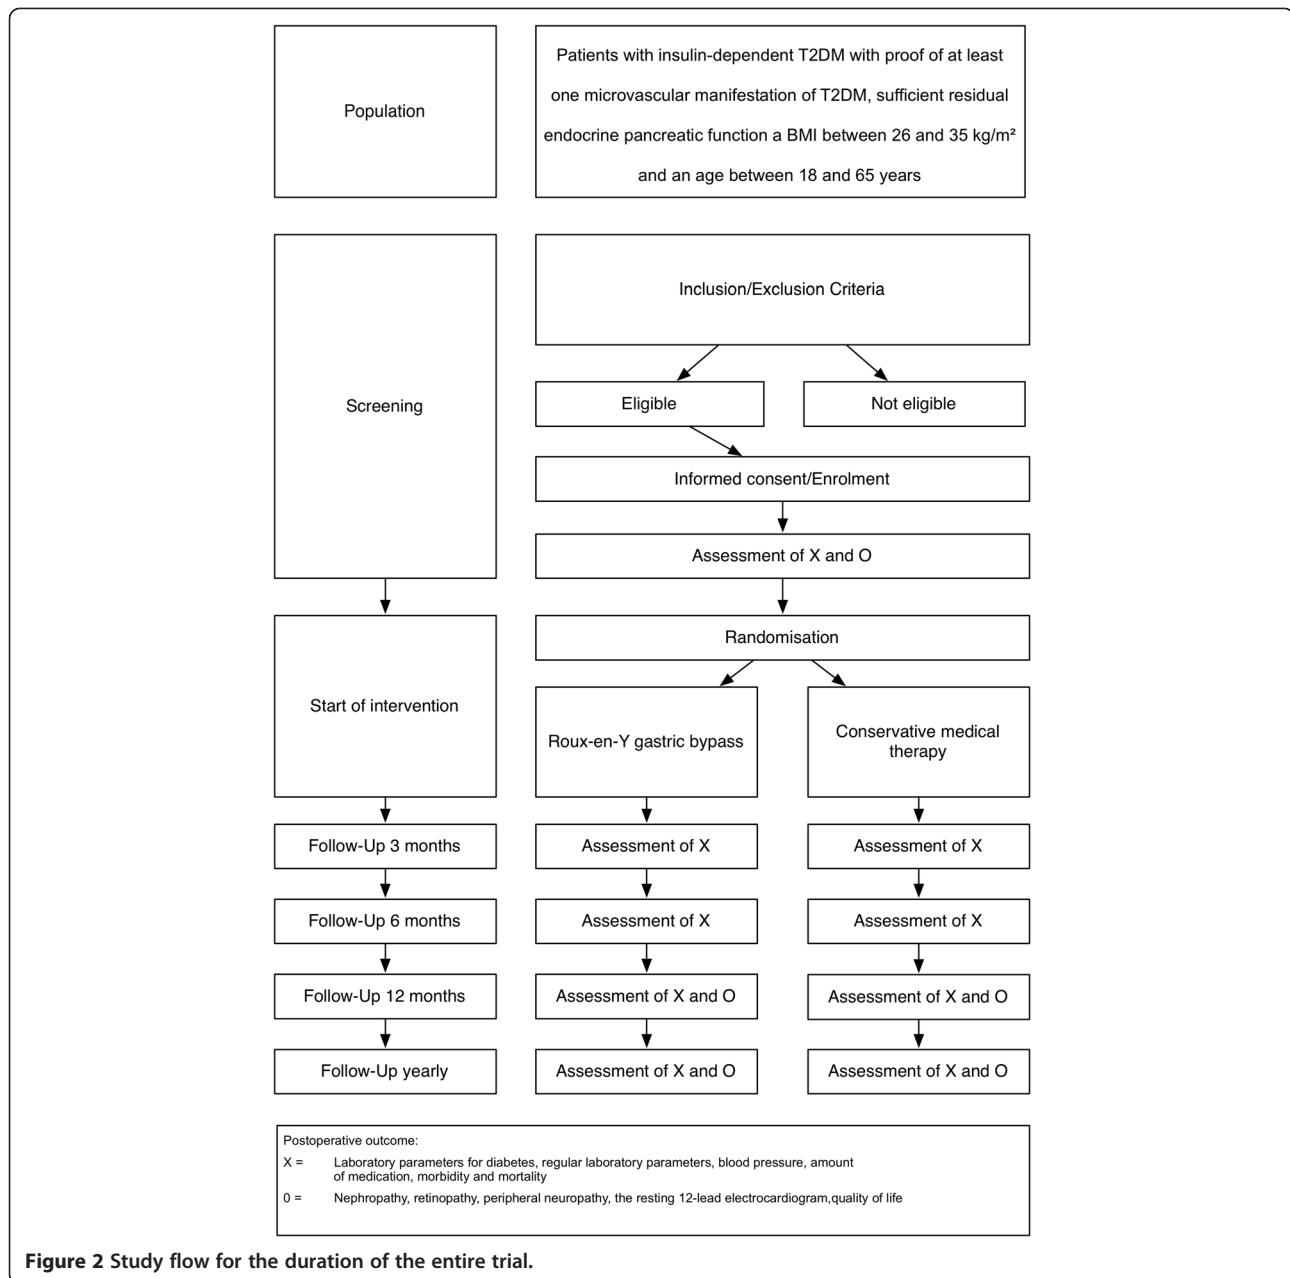 Population
Patients with insulin-dependent T2DM with proof of at least
one microvascular manifestation of T2DM, sufficient residual
endocrine pancreatic function a BMI between 26 and 35 kg/m²
and an age between 18 and 65 years
Screening
Inclusion/Exclusion Criteria
Eligible
Not eligible
Informed consent/Enrolment
Assessment of X and O
Start of intervention
Randomisation
Roux-en-Y gastric bypass
Conservative medical
therapy
Follow-Up 3 months
Assessment of X
Assessment of X
Follow-Up 6 months
Assessment of X
Assessment of X
Follow-Up 12 months
Assessment of X and O
Assessment of X and O
Follow-Up yearly
Assessment of X and O
Assessment of X and O
Postoperative outcome:
X = Laboratory parameters for diabetes, regular laboratory parameters, blood pressure, amount
of medication, morbidity and mortality
0 = Nephropathy, retinopathy, peripheral neuropathy, the resting 12-lead electrocardiogram,quality of life
Figure 2 Study flow for the duration of the entire trial.